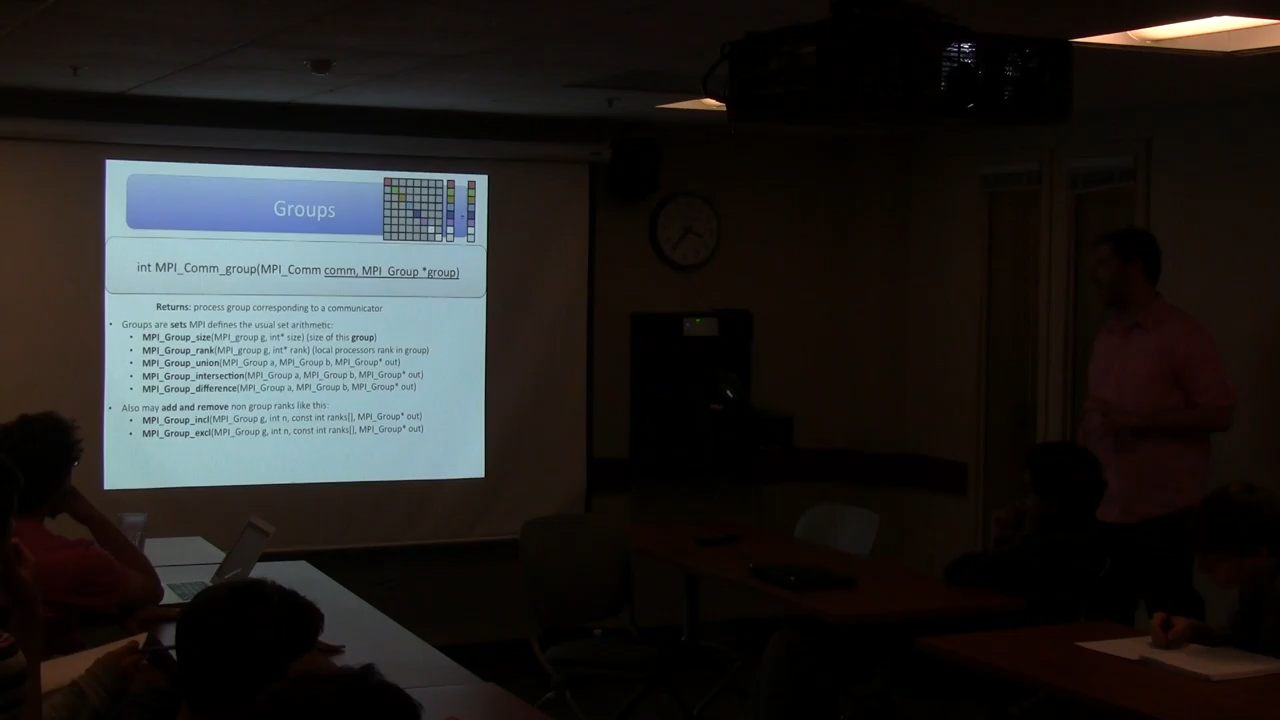 Groups
int MPI_Comm_group(MPI_Comm comm, MPI_Group *group)
Returns: process group corresponding to a communicator
• Groups are sets MPI defines the usual set arithmetic:
• MPI_Group_size(MPI_group g, int* size) (size of this group)
• MPI_Group_rank(MPI_group g, int* rank) (local processors rank in group)
• MPI_Group_union(MPI_Group a, MPI_Group b, MPI_Group* out)
• MPI_Group_intersection(MPI_Group a, MPI_Group b, MPI_Group* out)
• MPI_Group_difference(MPI_Group a, MPI_Group b, MPI_Group* out)
• Also may add and remove non group ranks like this:
• MPI_Group_incl(MPI_Group g, int n, const int ranks[], MPI_Group* out)
• MPI_Group_excl(MPI_Group g, int n, const int ranks[], MPI_Group* out)